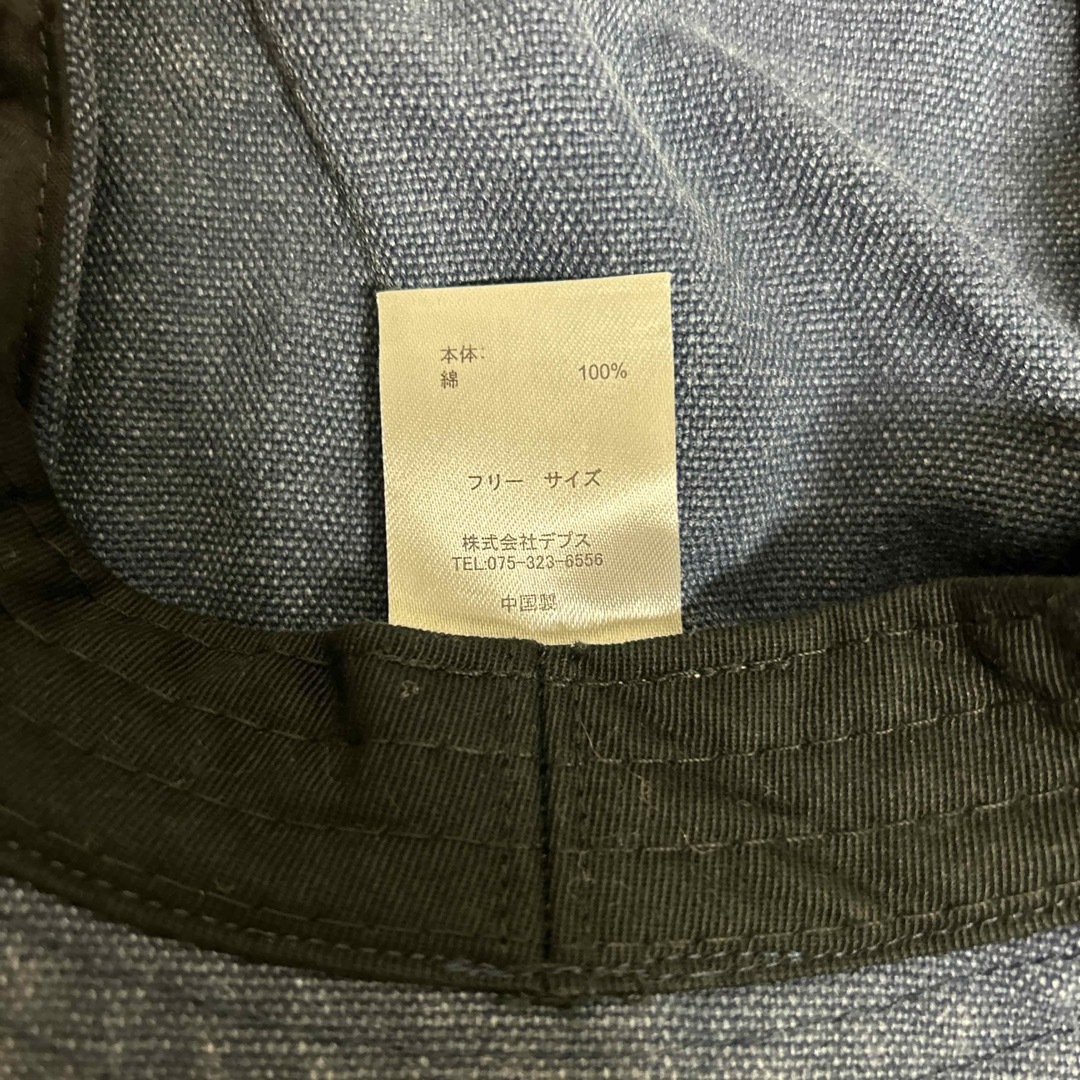 本体:
綿 100%
フリー サイズ
株式会社デプス
TEL:075-323-6556
中国製